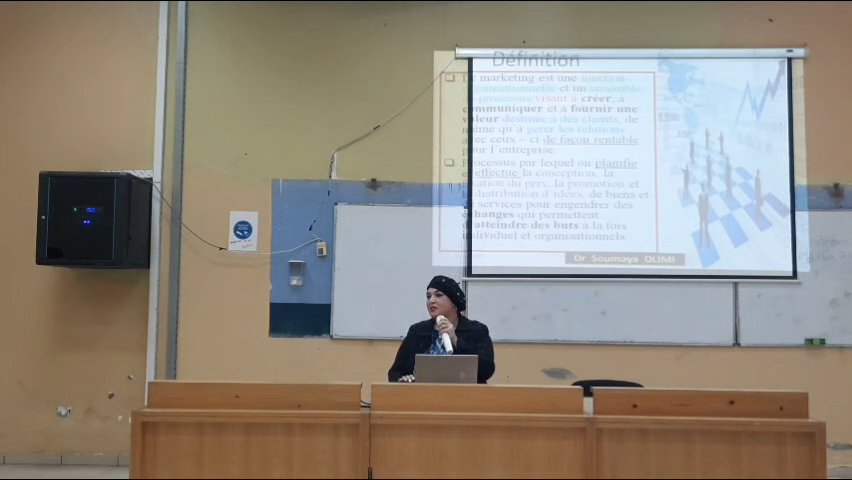 Définition
Le marketing est une fonction
organisationnelle et un ensemble
processus visant à créer, à
communiquer et à fournir une
valeur destinée à des clients, de
même qu'à gérer les relations
avec ceux – ci de façon rentable
pour l'entreprise
Processus par lequel on planifie
et effectue la conception, la
fixation du prix, la promotion et
la distribution d'idées, de biens et
de services pour engendrer des
échanges qui permettent
d'atteindre des buts à la fois
individuel et organisationnels
Dr Soumaya DLIMI